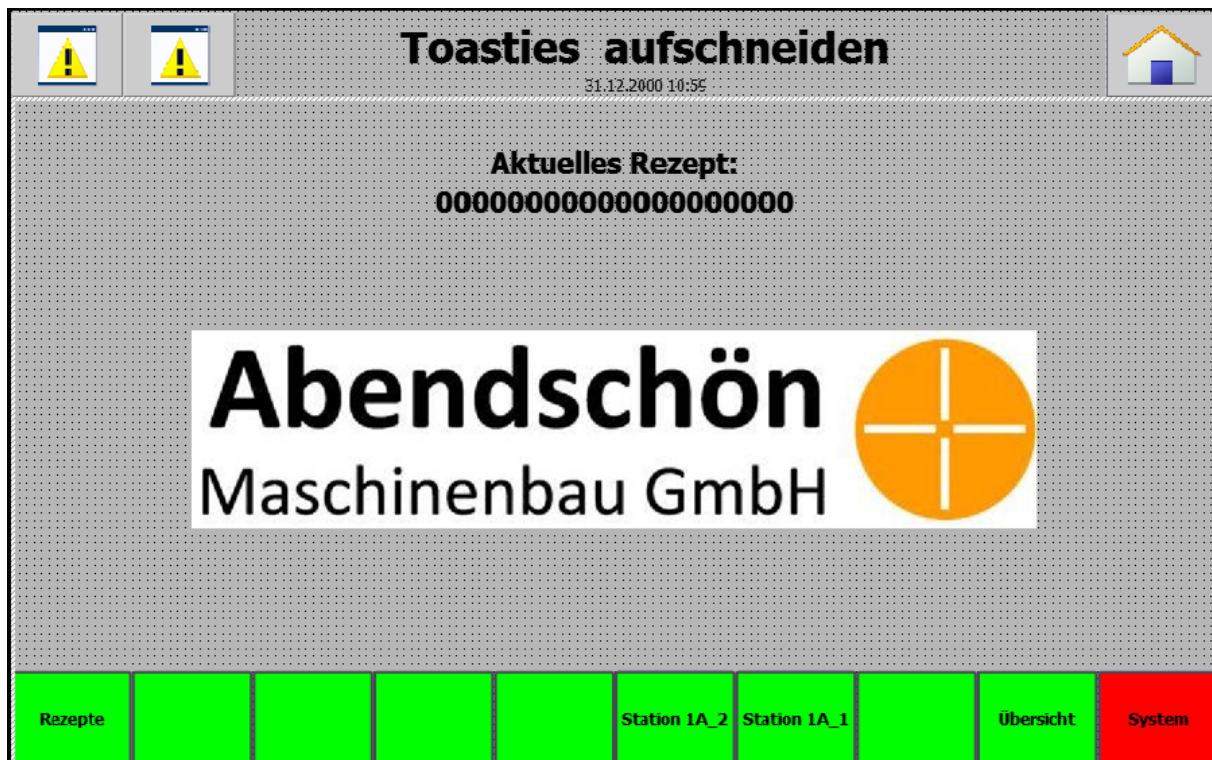 Toasties aufschneiden
31.12.2000 10:59
Aktuelles Rezept:
00000000000000000000
Abendschön
Maschinenbau GmbH
Rezepte
Station 1A_2
Station 1A_1
Übersicht
System